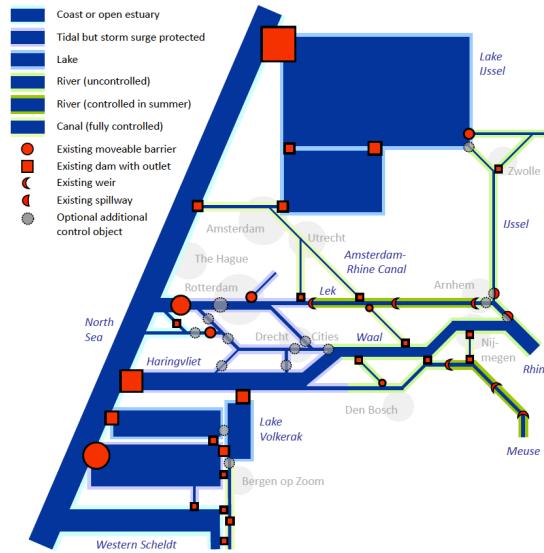 Coast or open estuary
Tidal but storm surge protected
Lake
River (uncontrolled)
River (controlled in summer)
Canal (fully controlled)
Existing moveable barrier
Existing dam with outlet
Existing weir
Existing spillway
Optional additional
control object
Lake
IJssel
Zwolle
IJssel
Amsterdam
Utrecht
The Hague
Amsterdam-
Rhine Canal
Arnhem
Rotterdam
Lek
North
Sea
Drecht Cities
Waal
Nij-
megen
Haringvliet
Rhin
Den Bosch
Lake
Volkerak
Meuse
Bergen op Zoom
Western Scheldt